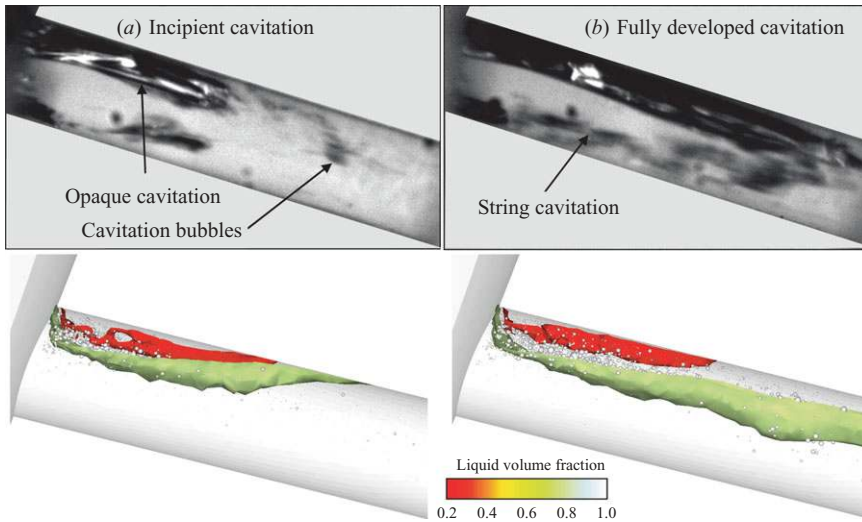 (a) Incipient cavitation
Opaque cavitation
Cavitation bubbles
(b) Fully developed cavitation
String cavitation
Liquid volume fraction
0.2 0.4 0.6 0.8 1.0